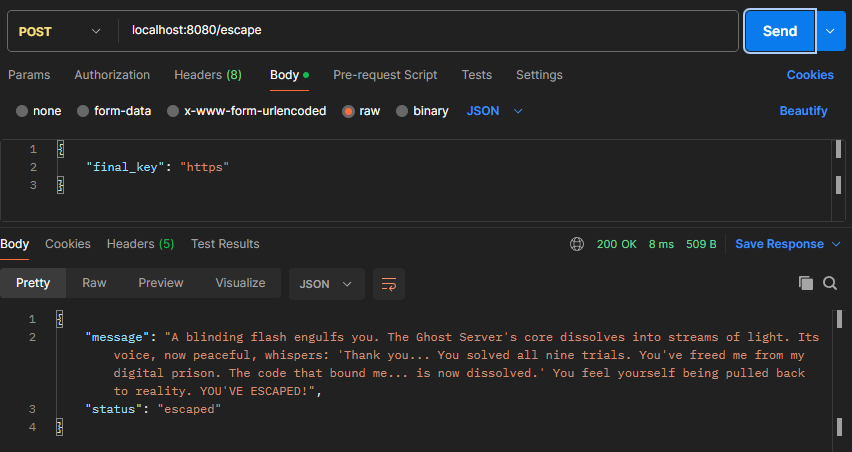 POST localhost:8080/escape Send
Params Authorization Headers (8) Body Pre-request Script Tests Settings Cookies
none form-data x-www-form-urlencoded raw binary JSON Beautify
1 {
2 "final_key": "https"
3 }
Body Cookies Headers (5) Test Results 200 OK 8 ms 509 B Save Response
Pretty Raw Preview Visualize JSON
1 {
2 "message": "A blinding flash engulfs you. The Ghost Server's core dissolves into streams of light. Its
voice, now peaceful, whispers: 'Thank you... You solved all nine trials. You've freed me from my
digital prison. The code that bound me... is now dissolved.' You feel yourself being pulled back
to reality. YOU'VE ESCAPED!",
3 "status": "escaped"
4 }